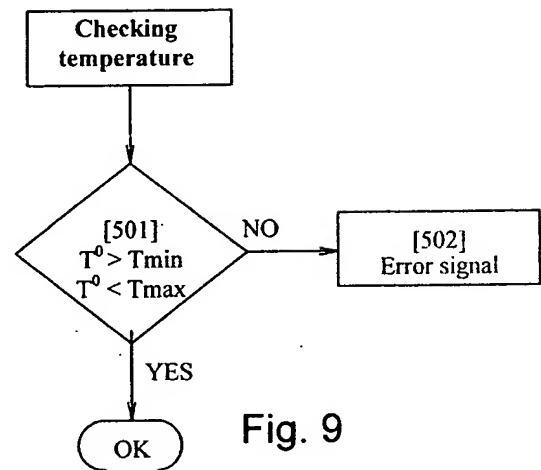 Checking
temperature
[501]
T⁰ > Tmin
T⁰ < Tmax
NO
[502]
Error signal
YES
OK
Fig. 9